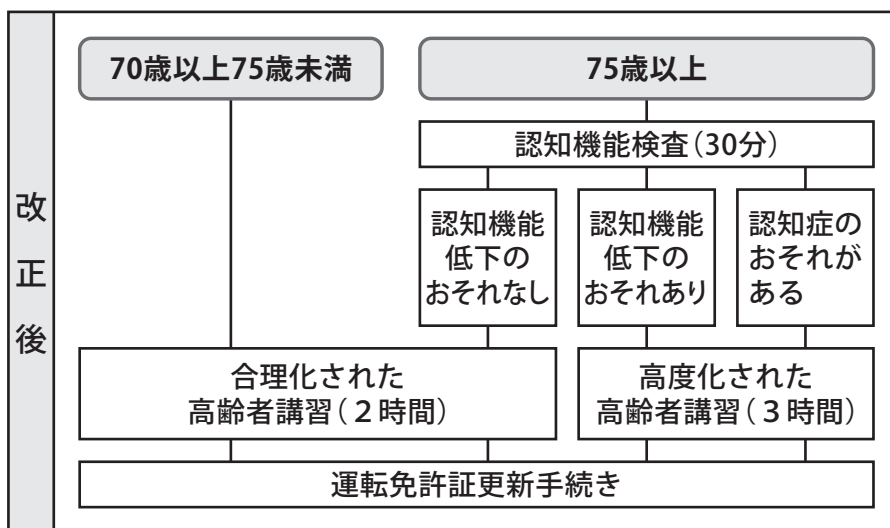 改正後
70歳以上75歳未満
75歳以上
認知機能検査(30分)
認知機能
低下の
おそれなし
認知機能
低下の
おそれあり
認知症の
おそれが
ある
合理化された
高齢者講習(2時間)
高度化された
高齢者講習(3時間)
運転免許証更新手続き